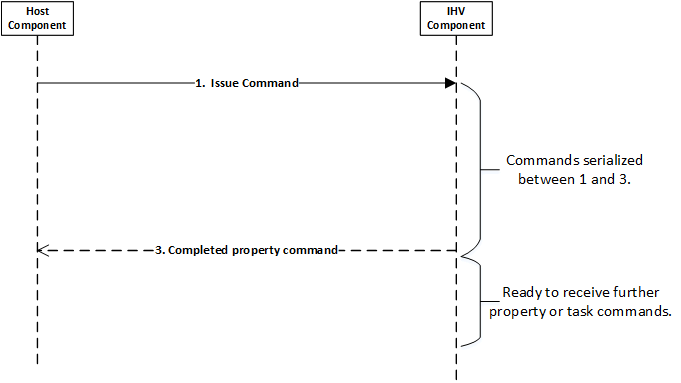 Host
Component
IHV
Component
1.  Issue Command
Commands serialized
between 1 and 3.
3. Completed property command
Ready to receive further
property or task commands.